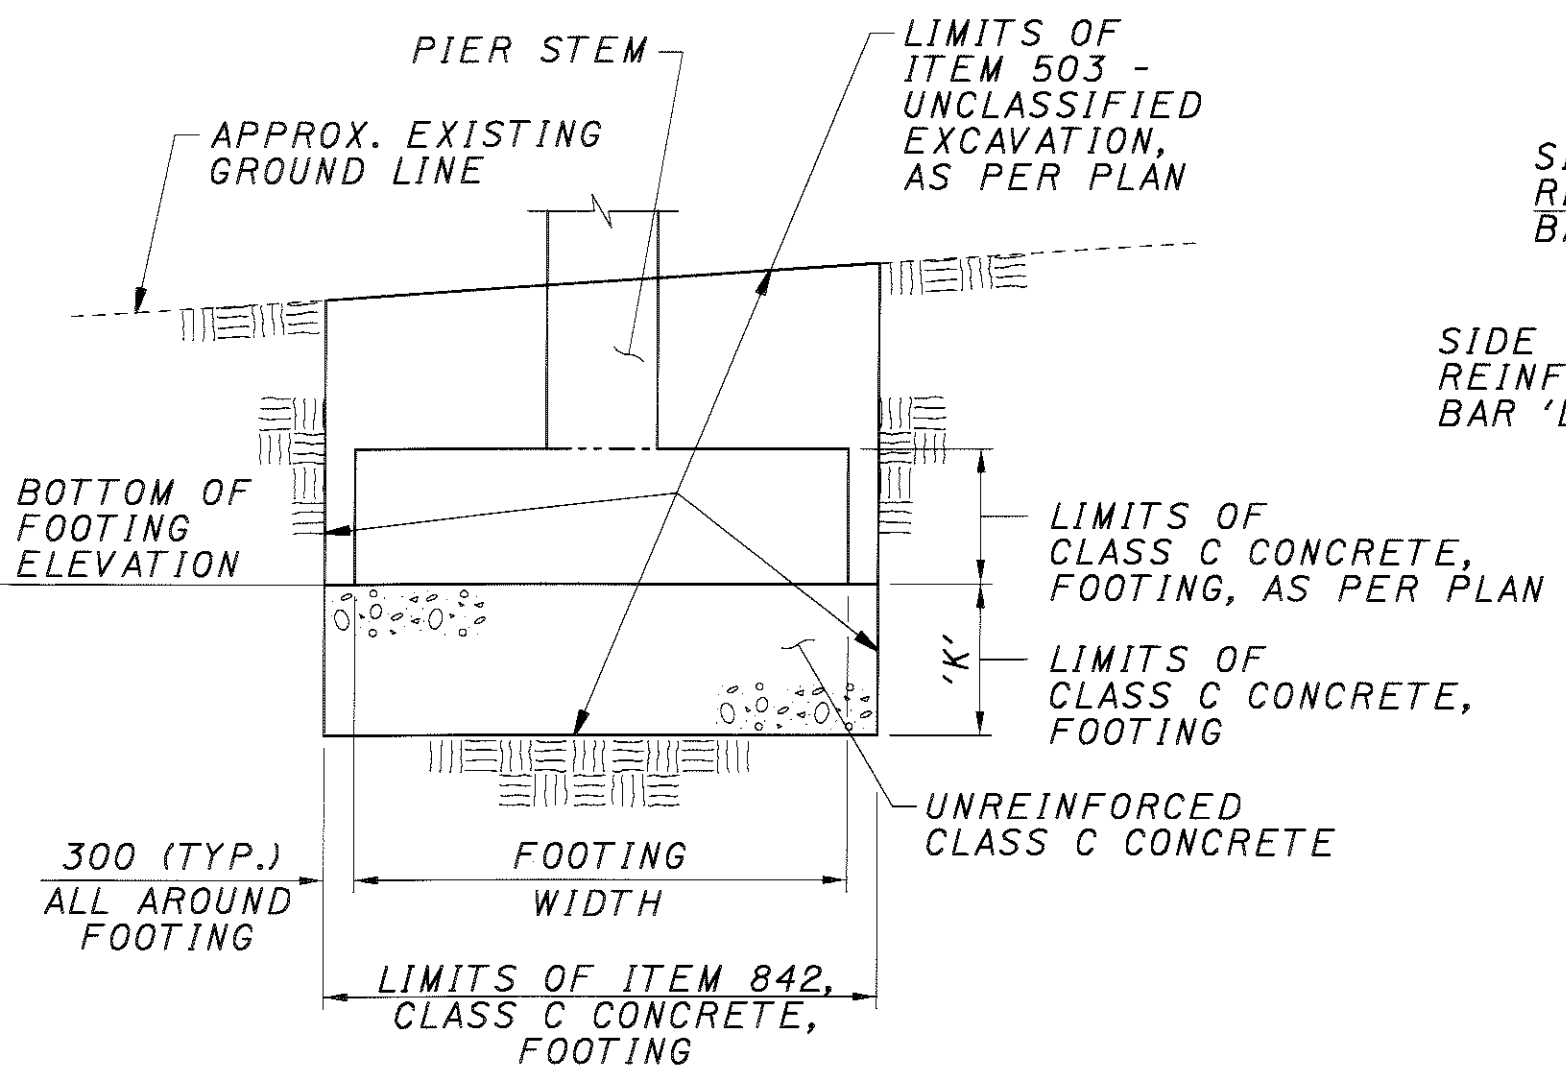 PIER STEM
LIMITS OF
ITEM 503 -
UNCLASSIFIED
EXCAVATION,
AS PER PLAN
APPROX. EXISTING
GROUND LINE
SIDE
REINF
BAR
BOTTOM OF
FOOTING
ELEVATION
LIMITS OF
CLASS C CONCRETE,
FOOTING, AS PER PLAN
'K'
LIMITS OF
CLASS C CONCRETE,
FOOTING
UNREINFORCED
CLASS C CONCRETE
300 (TYP.)
ALL AROUND
FOOTING
FOOTING
WIDTH
LIMITS OF ITEM 842,
CLASS C CONCRETE,
FOOTING